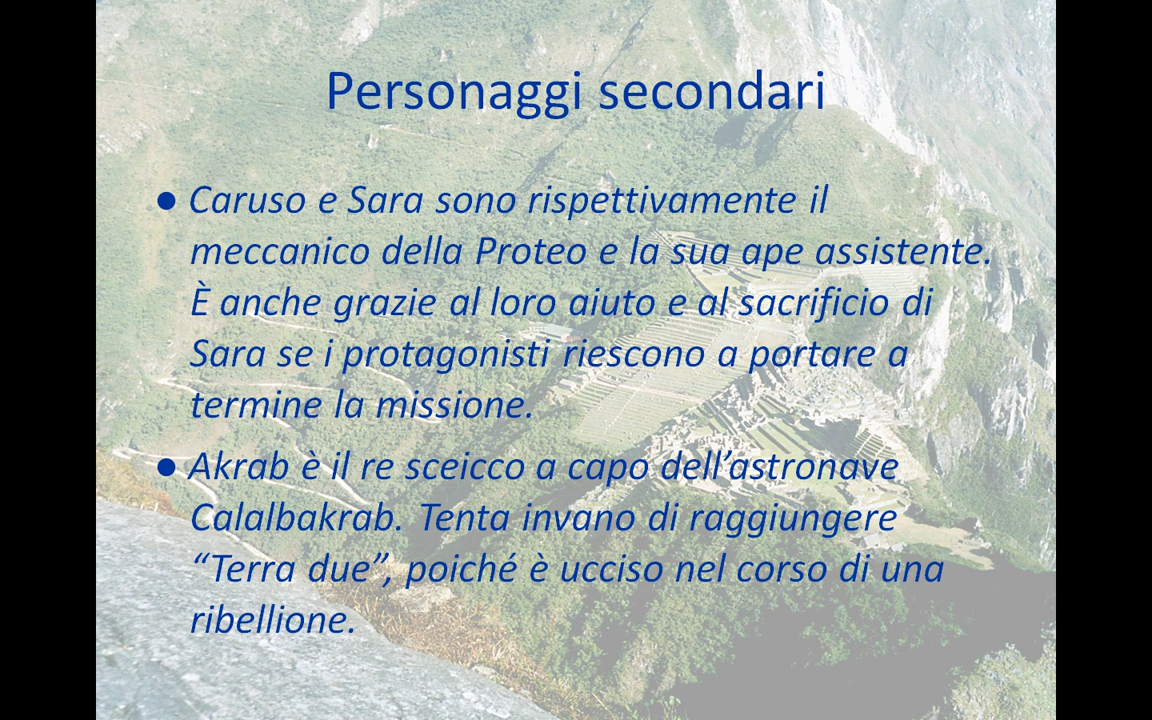 Personaggi secondari
● Caruso e Sara sono rispettivamente il
meccanico della Proteo e la sua ape assistente.
È anche grazie al loro aiuto e al sacrificio di
Sara se i protagonisti riescono a portare a
termine la missione.
● Akrab è il re sceicco a capo dell’astronave
Calalbakrab. Tenta invano di raggiungere
“Terra due”, poiché è ucciso nel corso di una
ribellione.